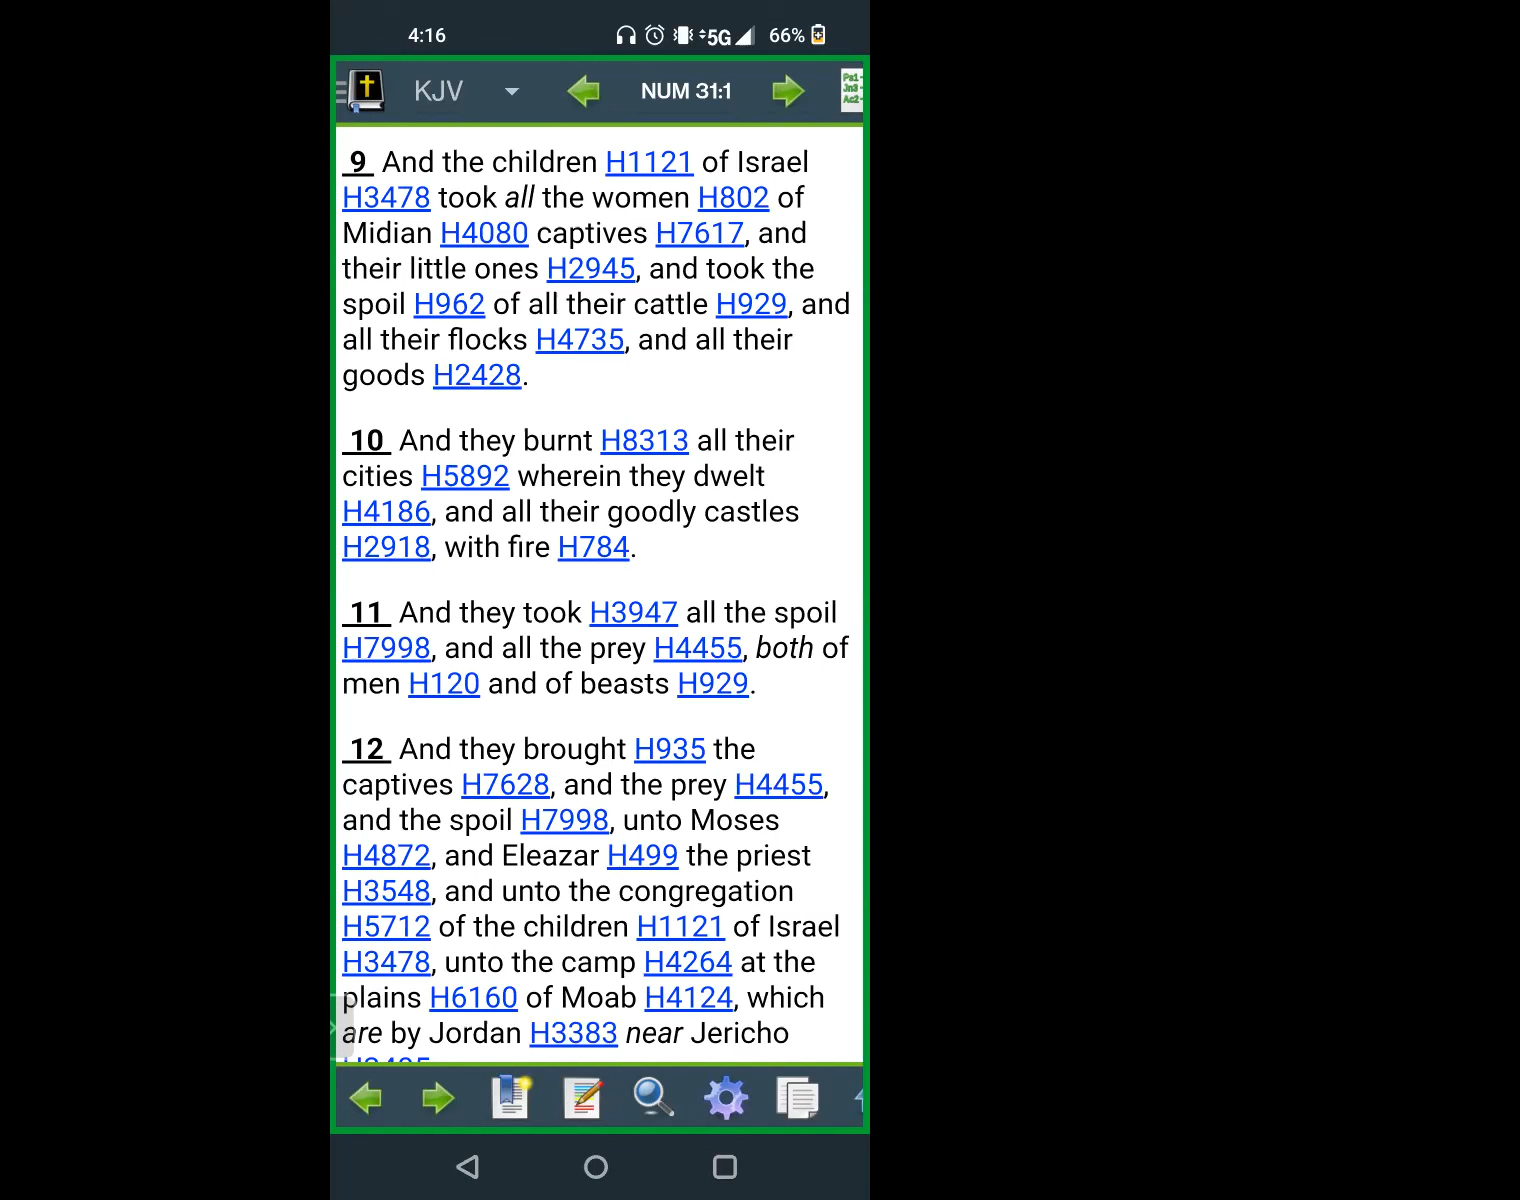 4:16 5G 66%
KJV NUM 31:1 Ps1- Jn3- Ac2-
9 And the children H1121 of Israel
H3478 took all the women H802 of
Midian H4080 captives H7617, and
their little ones H2945, and took the
spoil H962 of all their cattle H929, and
all their flocks H4735, and all their
goods H2428.
10 And they burnt H8313 all their
cities H5892 wherein they dwelt
H4186, and all their goodly castles
H2918, with fire H784.
11 And they took H3947 all the spoil
H7998, and all the prey H4455, both of
men H120 and of beasts H929.
12 And they brought H935 the
captives H7628, and the prey H4455,
and the spoil H7998, unto Moses
H4872, and Eleazar H499 the priest
H3548, and unto the congregation
H5712 of the children H1121 of Israel
H3478, unto the camp H4264 at the
plains H6160 of Moab H4124, which
are by Jordan H3383 near Jericho